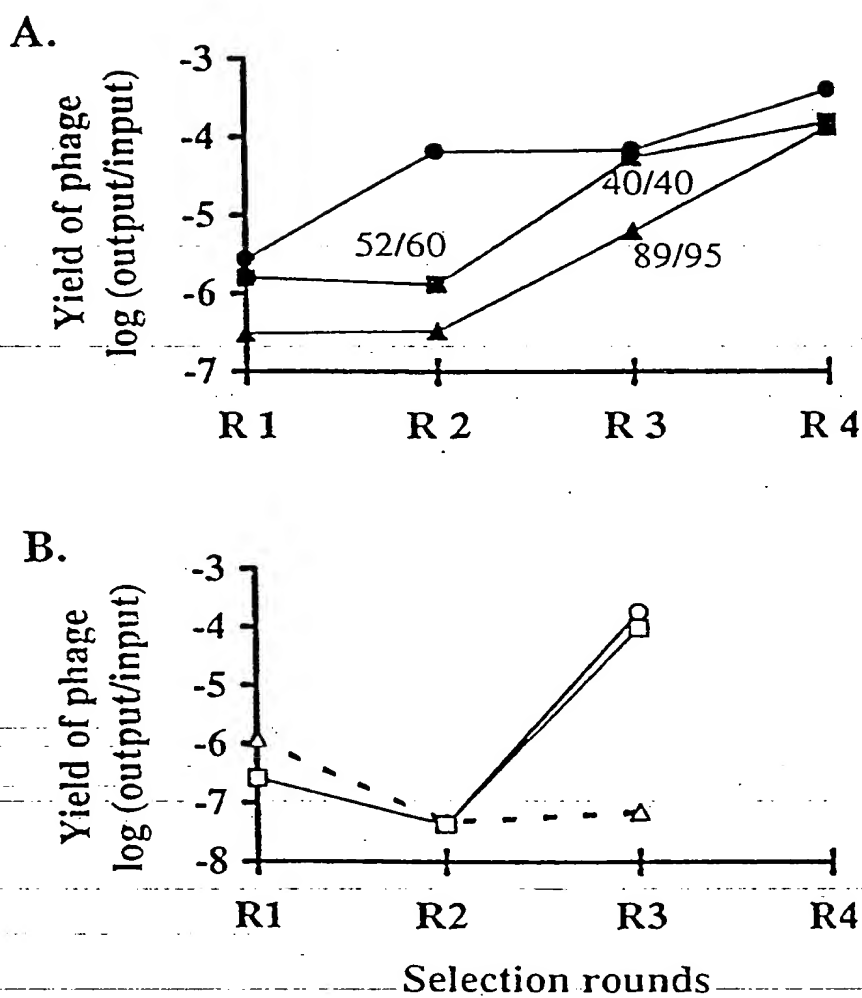 A.
Yield of phage
log (output/input)
-3
-4
-5
-6
-7
52/60
40/40
89/95
R 1 R 2 R 3 R 4
B.
Yield of phage
log (output/input)
-3
-4
-5
-6
-7
-8
R1 R2 R3 R4
Selection rounds